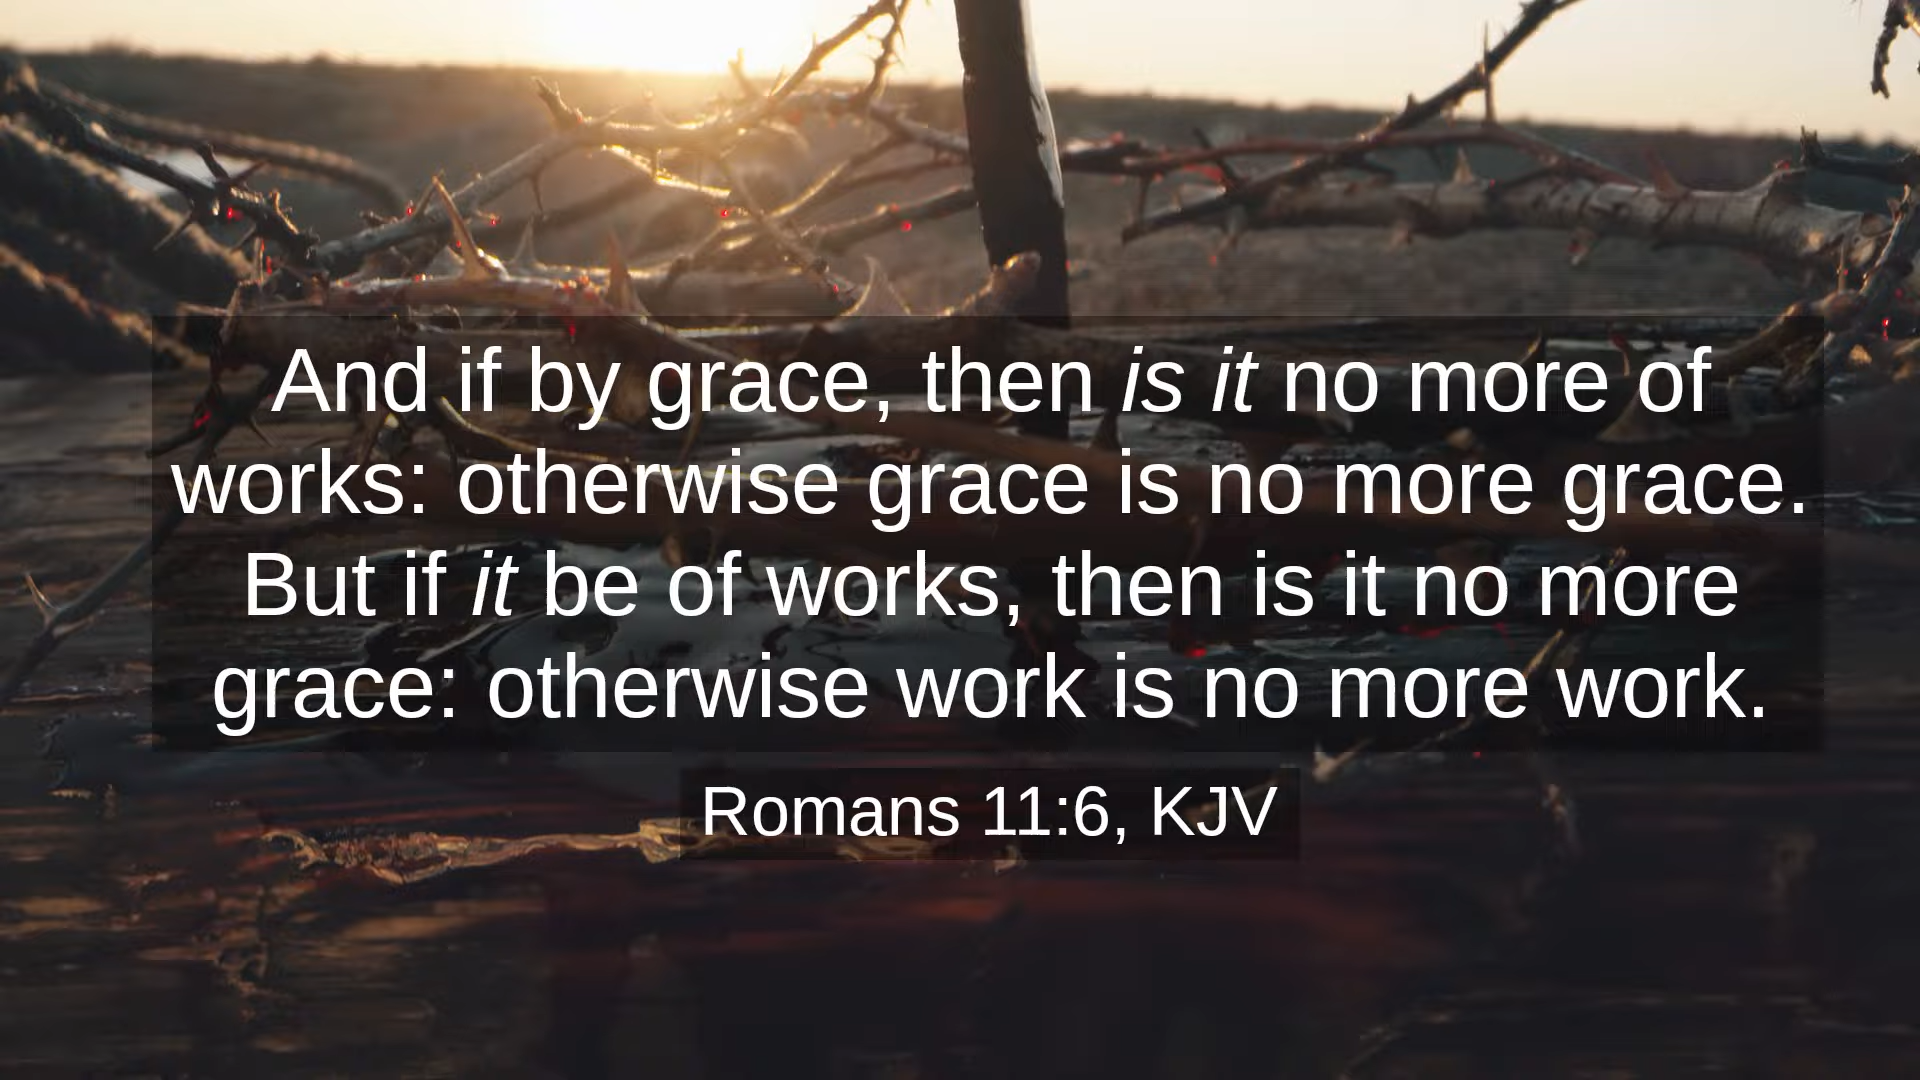 And if by grace, then is it no more of
works: otherwise grace is no more grace.
But if it be of works, then is it no more
grace: otherwise work is no more work.
Romans 11:6, KJV